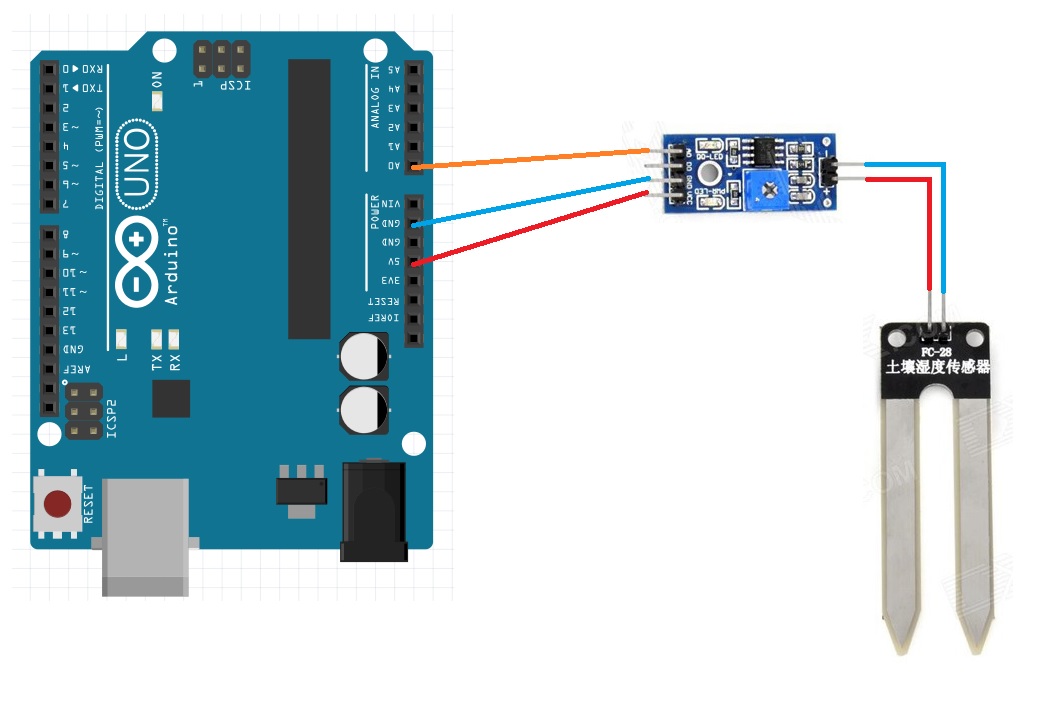 RXD ◀ 0
TXD ◀ 1
2
3 ~
4
5 ~
6 ~
7
8
9 ~
10 ~
11 ~
12
13
GND
AREF
DIGITAL (PWM=~)
ON
UNO
Arduino™
L
TX
RX
ICSP2
RESET
1
ICSP
ANALOG IN
A5
A4
A3
A2
A1
A0
POWER
VIN
GND
GND
5V
3V3
RESET
IOREF
AO
DO
GND
VCC
DO-LED
PWR-LED
FC-28
土壤湿度传感器